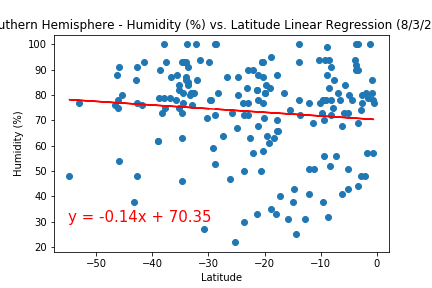 uthern Hemisphere - Humidity (%) vs. Latitude Linear Regression (8/3/2
100
90
80
70
60
50
40
30
20
Humidity (%)
y = -0.14x + 70.35
−50 −40 −30 −20 −10 0
Latitude